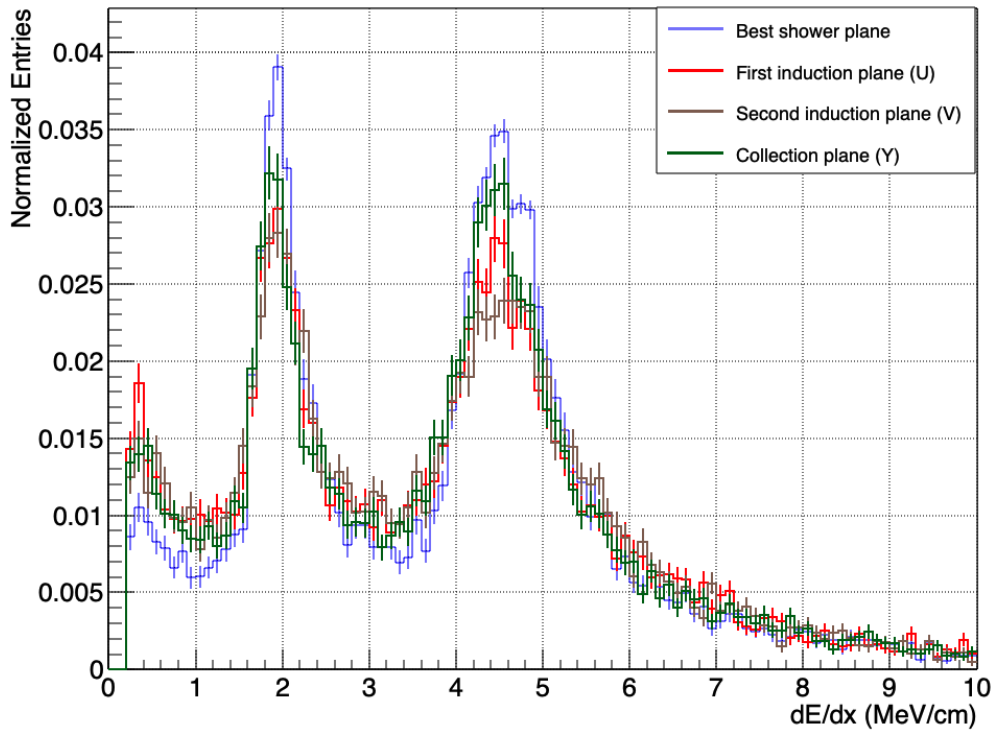 Normalized Entries
0.04
0.035
0.03
0.025
0.02
0.015
0.01
0.005
0
Best shower plane
First induction plane (U)
Second induction plane (V)
Collection plane (Y)
0 1 2 3 4 5 6 7 8 9 10
dE/dx (MeV/cm)